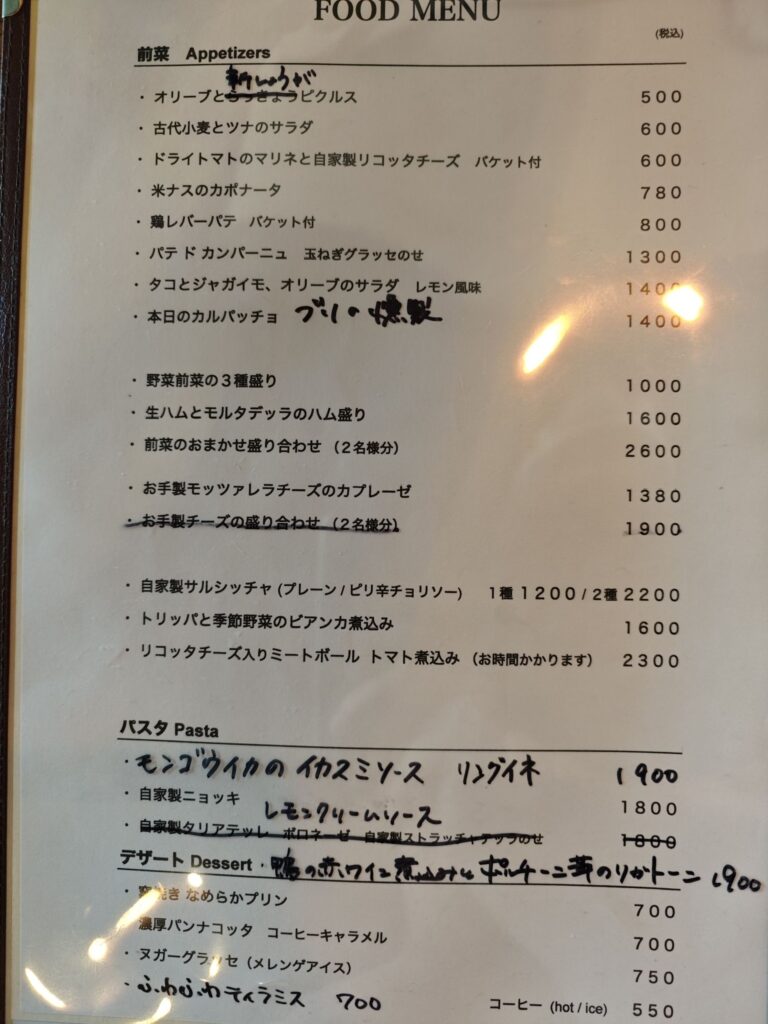 FOOD MENU
(税込)
前菜 Appetizers
新しょうが
・オリーブとらっきょうピクルス 500
・古代小麦とツナのサラダ 600
・ドライトマトのマリネと自家製リコッタチーズ バケット付 600
・米ナスのカポナータ 780
・鶏レバーパテ バケット付 800
・パテ ド カンパーニュ 玉ねぎグラッセのせ 1300
・タコとジャガイモ、オリーブのサラダ レモン風味 1400
・本日のカルパッチョ ブリの燻製 1400
・野菜前菜の3種盛り 1000
・生ハムとモルタデッラのハム盛り 1600
・前菜のおまかせ盛り合わせ (2名様分) 2600
・お手製モッツァレラチーズのカプレーゼ 1380
・お手製チーズの盛り合わせ (2名様分) 1900
・自家製サルシッチャ (プレーン / ピリ辛チョリソー) 1種 1200 / 2種 2200
・トリッパと季節野菜のビアンカ煮込み 1600
・リコッタチーズ入りミートボール トマト煮込み (お時間かかります) 2300
パスタ Pasta
・モンゴウイカの イカスミソース リングイネ 1900
・自家製ニョッキ レモンクリームソース 1800
・自家製タリアテッレ ボロネーゼ 自家製ストラッチャテッラのせ 1800
デザート Dessert ・鴨の赤ワイン煮込みとポルチーニ茸のリガトーニ 1900
・窯焼き なめらかプリン 700
濃厚パンナコッタ コーヒーキャラメル 700
・ヌガーグラッセ (メレンゲアイス) 750
・ふわふわティラミス 700 コーヒー (hot / ice) 550